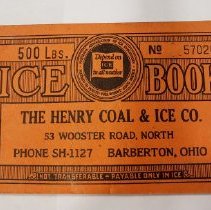 500 LBS. No 5702
Depend on
ICE
in all weather
ICE BOOK
THE HENRY COAL & ICE CO.
53 WOOSTER ROAD, NORTH
PHONE SH-1127 BARBERTON, OHIO
NOT TRANSFERABLE - PAYABLE ONLY IN ICE